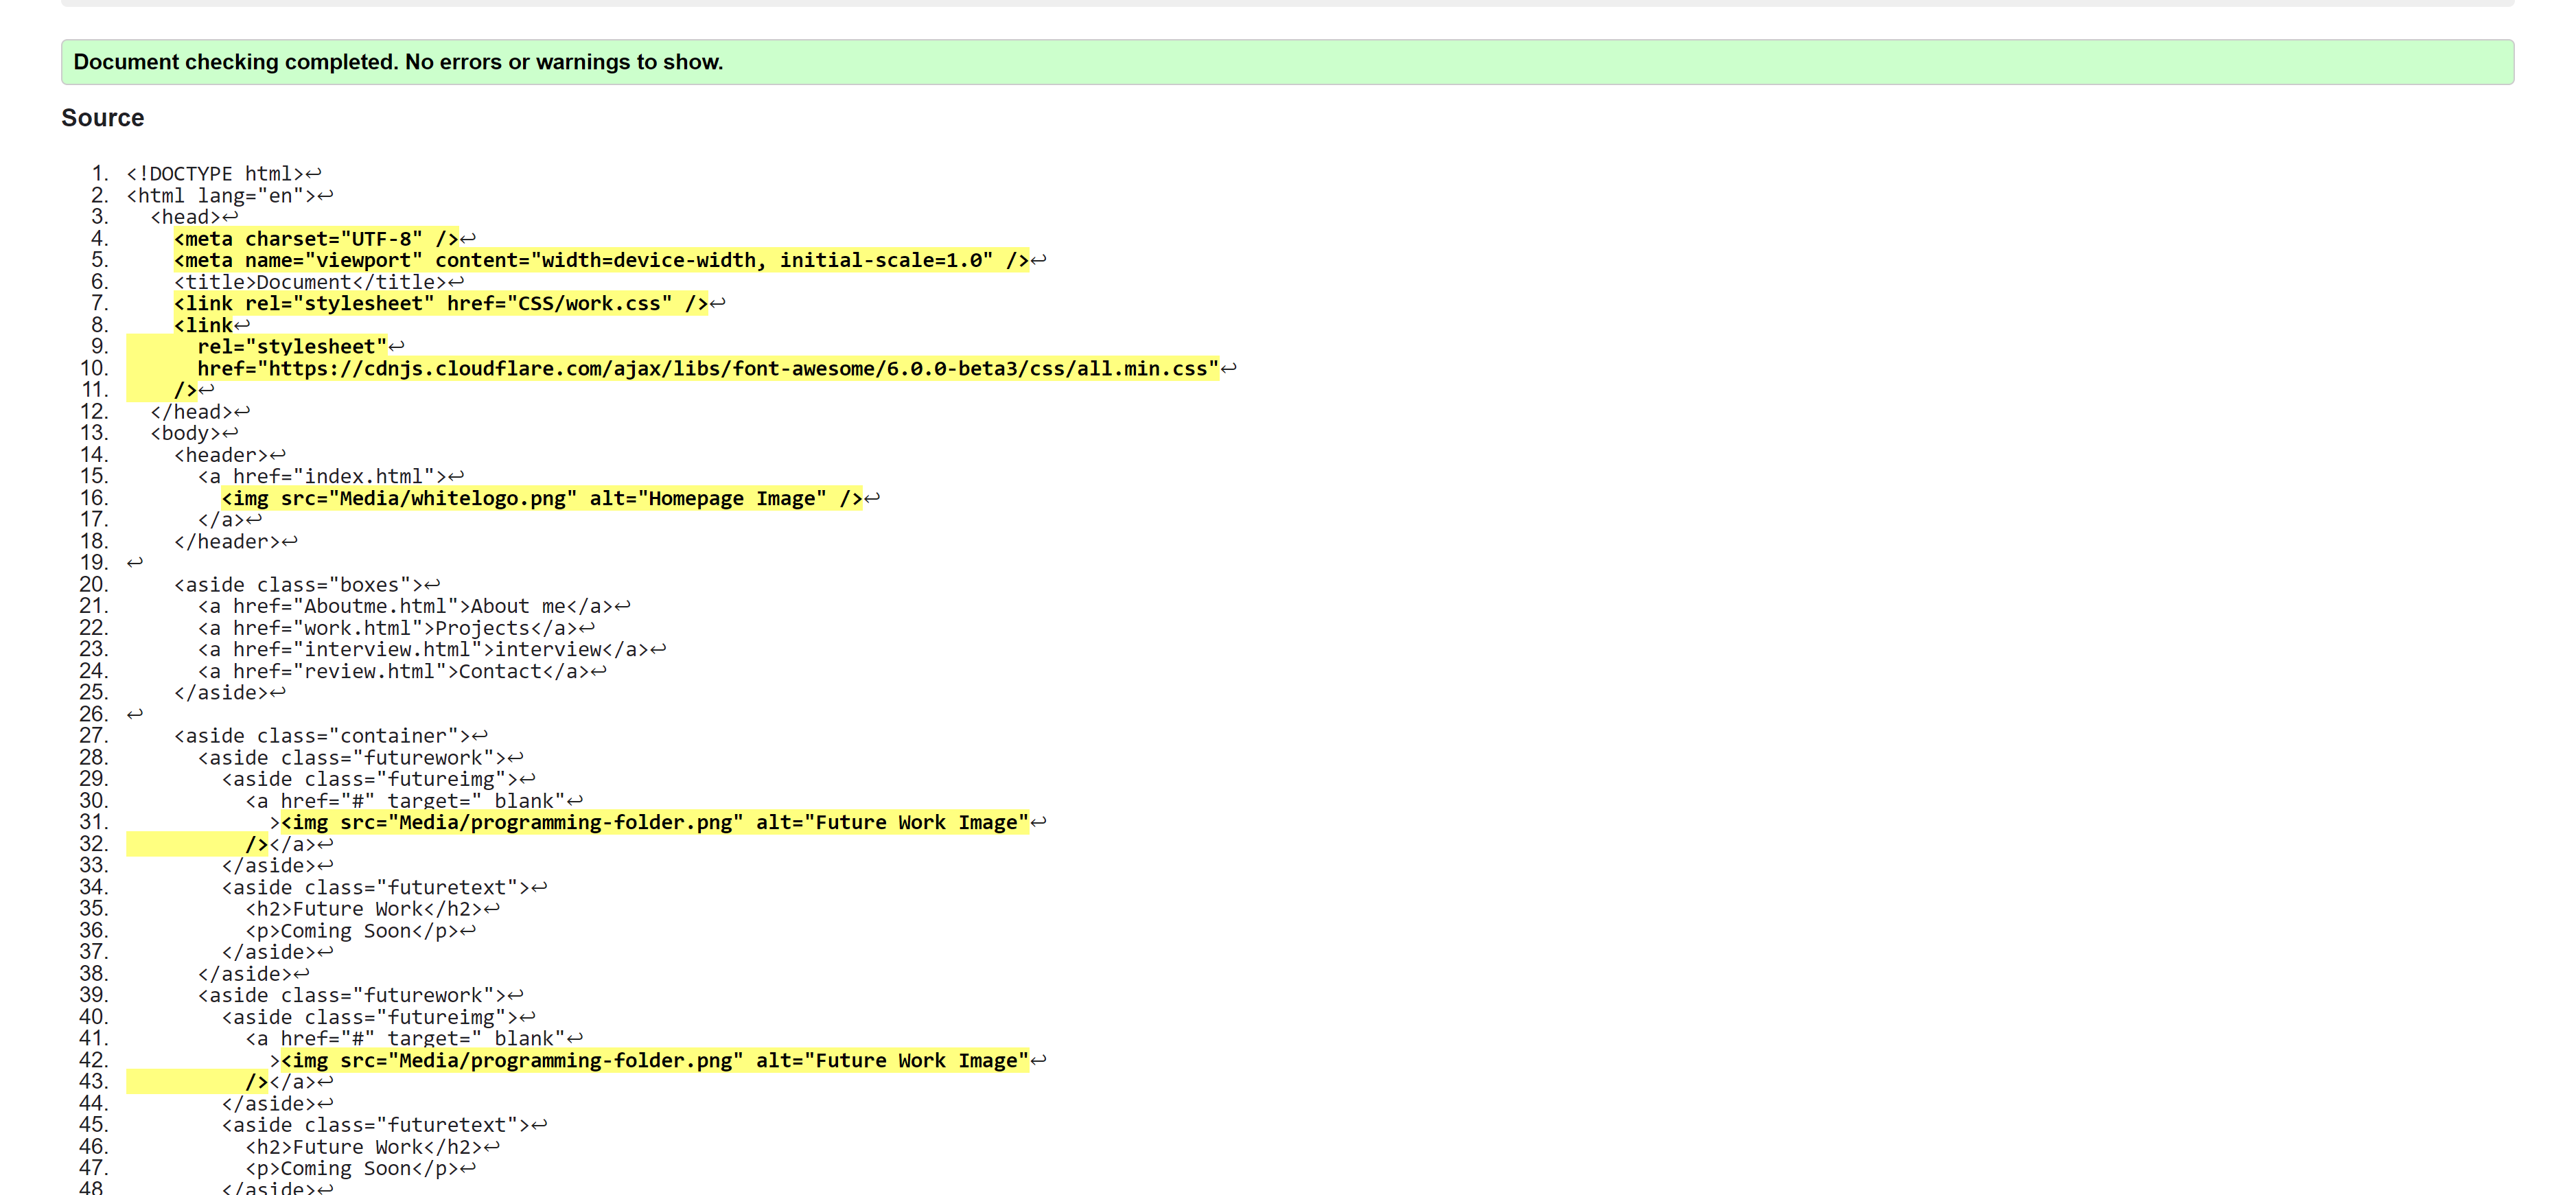 Document checking completed. No errors or warnings to show.
Source
1. <!DOCTYPE html>↩
2. <html lang="en">↩
3. <head>↩
4. <meta charset="UTF-8" />↩
5. <meta name="viewport" content="width=device-width, initial-scale=1.0" />↩
6. <title>Document</title>↩
7. <link rel="stylesheet" href="CSS/work.css" />↩
8. <link↩
9. rel="stylesheet"↩
10. href="https://cdnjs.cloudflare.com/ajax/libs/font-awesome/6.0.0-beta3/css/all.min.css"↩
11. />↩
12. </head>↩
13. <body>↩
14. <header>↩
15. <a href="index.html">↩
16. <img src="Media/whitelogo.png" alt="Homepage Image" />↩
17. </a>↩
18. </header>↩
19. ↩
20. <aside class="boxes">↩
21. <a href="Aboutme.html">About me</a>↩
22. <a href="work.html">Projects</a>↩
23. <a href="interview.html">interview</a>↩
24. <a href="review.html">Contact</a>↩
25. </aside>↩
26. ↩
27. <aside class="container">↩
28. <aside class="futurework">↩
29. <aside class="futureimg">↩
30. <a href="#" target="_blank"↩
31. ><img src="Media/programming-folder.png" alt="Future Work Image"↩
32. /></a>↩
33. </aside>↩
34. <aside class="futuretext">↩
35. <h2>Future Work</h2>↩
36. <p>Coming Soon</p>↩
37. </aside>↩
38. </aside>↩
39. <aside class="futurework">↩
40. <aside class="futureimg">↩
41. <a href="#" target="_blank"↩
42. ><img src="Media/programming-folder.png" alt="Future Work Image"↩
43. /></a>↩
44. </aside>↩
45. <aside class="futuretext">↩
46. <h2>Future Work</h2>↩
47. <p>Coming Soon</p>↩
48. </aside>↩